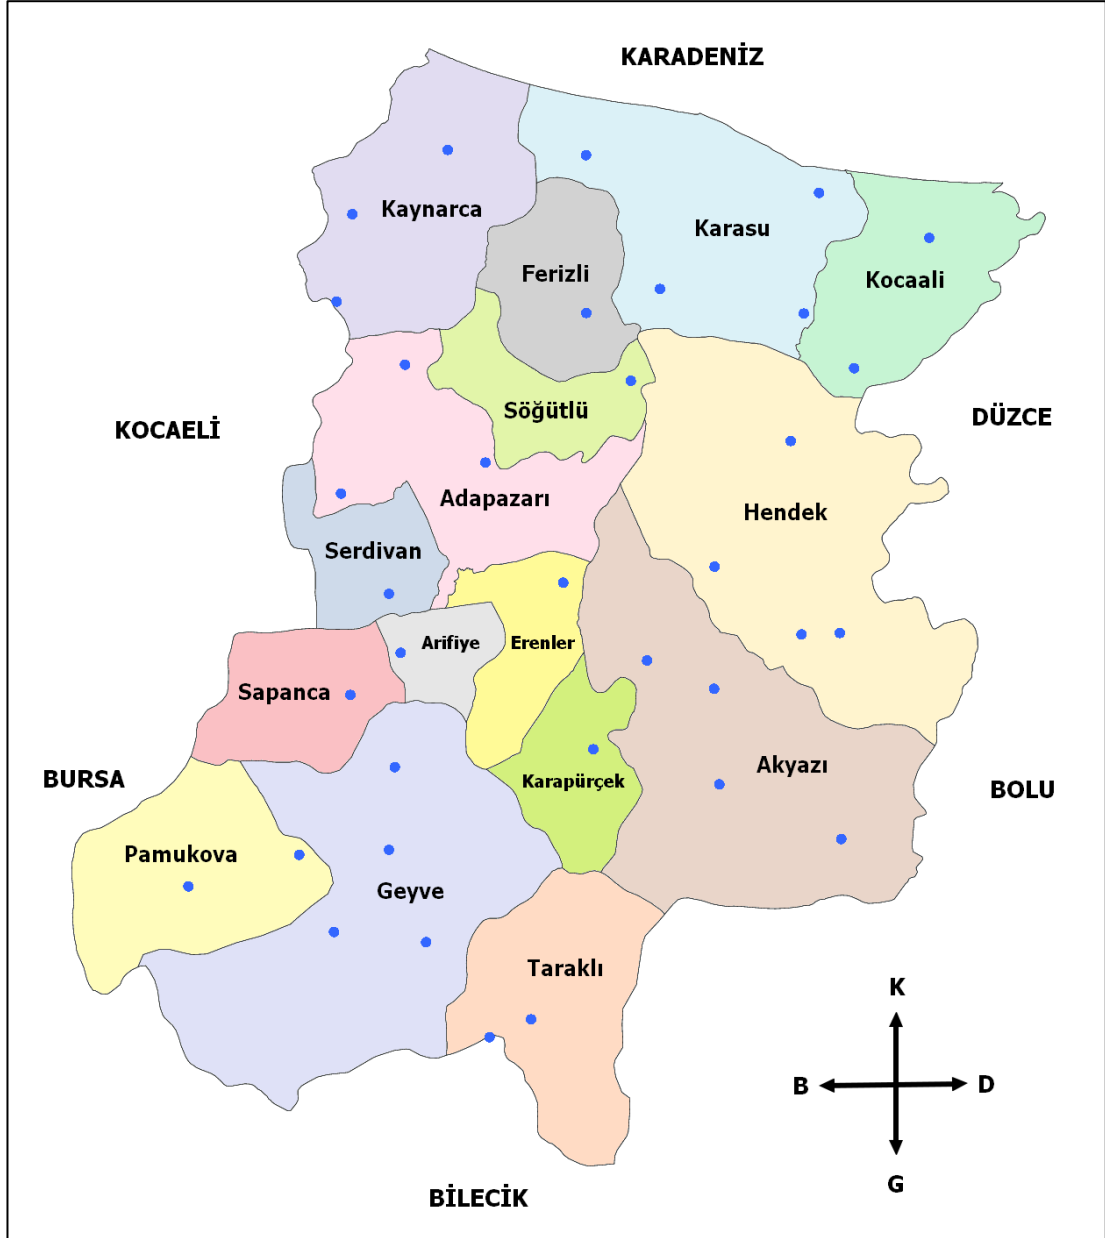 KARADENİZ
Kaynarca
Karasu
Ferizli
Kocaali
Söğütlü
KOCAELİ
DÜZCE
Adapazarı
Hendek
Serdivan
Arifiye
Erenler
Sapanca
BURSA
Karapürçek
Akyazı
BOLU
Pamukova
Geyve
Taraklı
K
B
D
G
BİLECİK